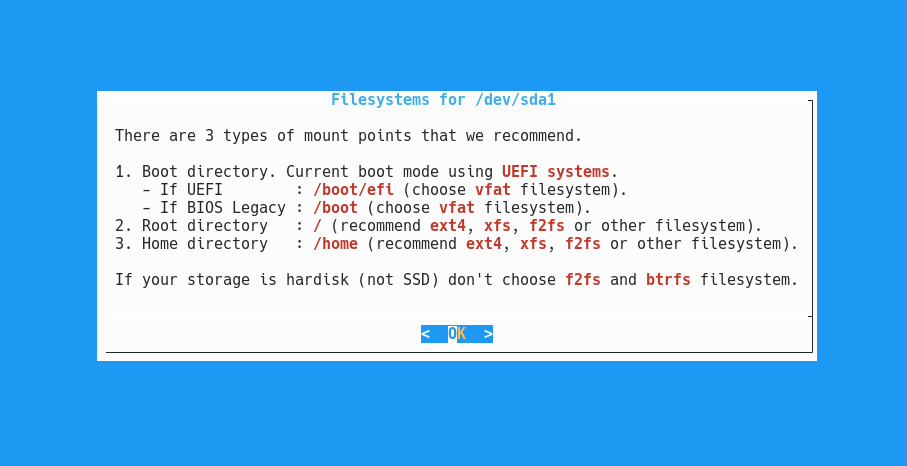 Filesystems for /dev/sda1
There are 3 types of mount points that we recommend.
1. Boot directory. Current boot mode using UEFI systems.
- If UEFI : /boot/efi (choose vfat filesystem).
- If BIOS Legacy : /boot (choose vfat filesystem).
2. Root directory : / (recommend ext4, xfs, f2fs or other filesystem).
3. Home directory : /home (recommend ext4, xfs, f2fs or other filesystem).
If your storage is hardisk (not SSD) don't choose f2fs and btrfs filesystem.
< OK >